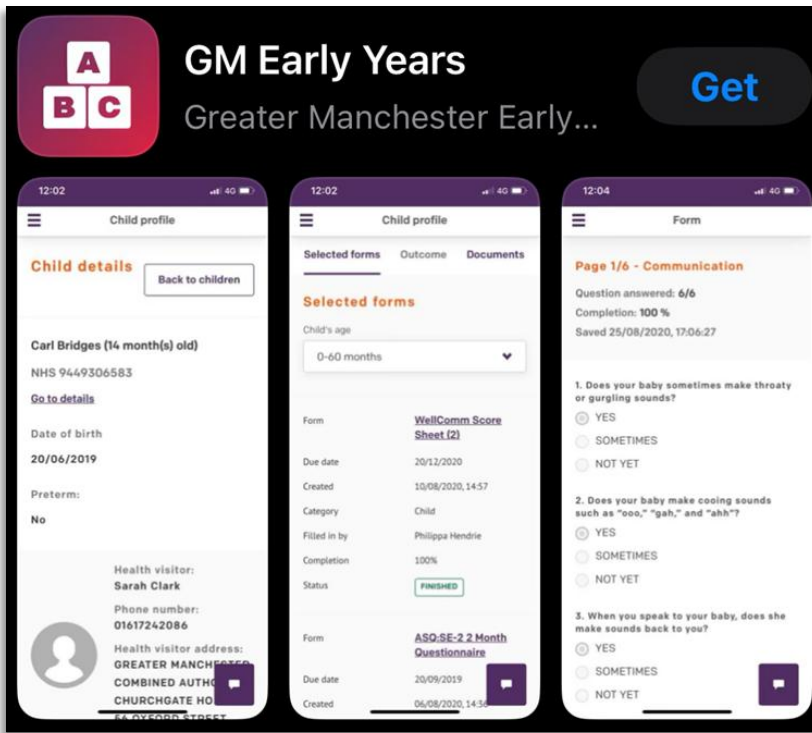 A
B C
GM Early Years
Greater Manchester Early...
Get
12:02
4G
Child profile
Child details
Back to children
Carl Bridges (14 month(s) old)
NHS 9449306583
Go to details
Date of birth
20/06/2019
Preterm:
No
Health visitor:
Sarah Clark
Phone number:
01617242086
Health visitor address:
GREATER MANCHESTER
COMBINED AUTHO
CHURCHGATE HO
56 OXFORD STREET
12:02
4G
Child profile
Selected forms Outcome Documents
Selected forms
Child's age
0-60 months
Form WellComm Score
Sheet (2)
Due date 20/12/2020
Created 10/08/2020, 14:57
Category Child
Filled in by Philippa Hendrie
Completion 100%
Status FINISHED
Form ASQ:SE-2 2 Month
Questionnaire
Due date 20/09/2019
Created 06/08/2020, 14:56
12:04
4G
Form
Page 1/6 - Communication
Question answered: 6/6
Completion: 100 %
Saved 25/08/2020, 17:06:27
1. Does your baby sometimes make throaty
or gurgling sounds?
YES
SOMETIMES
NOT YET
2. Does your baby make cooing sounds
such as "ooo," "gah," and "ahh"?
YES
SOMETIMES
NOT YET
3. When you speak to your baby, does she
make sounds back to you?
YES
SOMETIMES
NOT YET